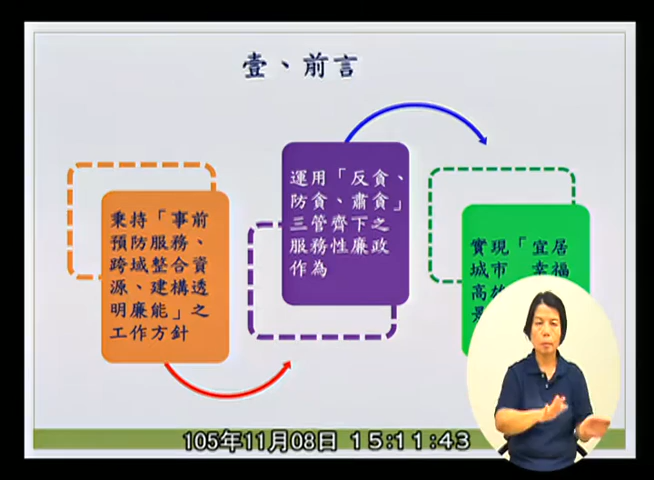 壹、前言
秉持「事前
預防服務、
跨域整合資
源、建構透
明廉能」之
工作方針
運用「反貪、
防貪、肅貪」
三管齊下之
服務性廉政
作為
實現「宜居
城市 幸福
高雄
景
105年11月08日 15:11:43